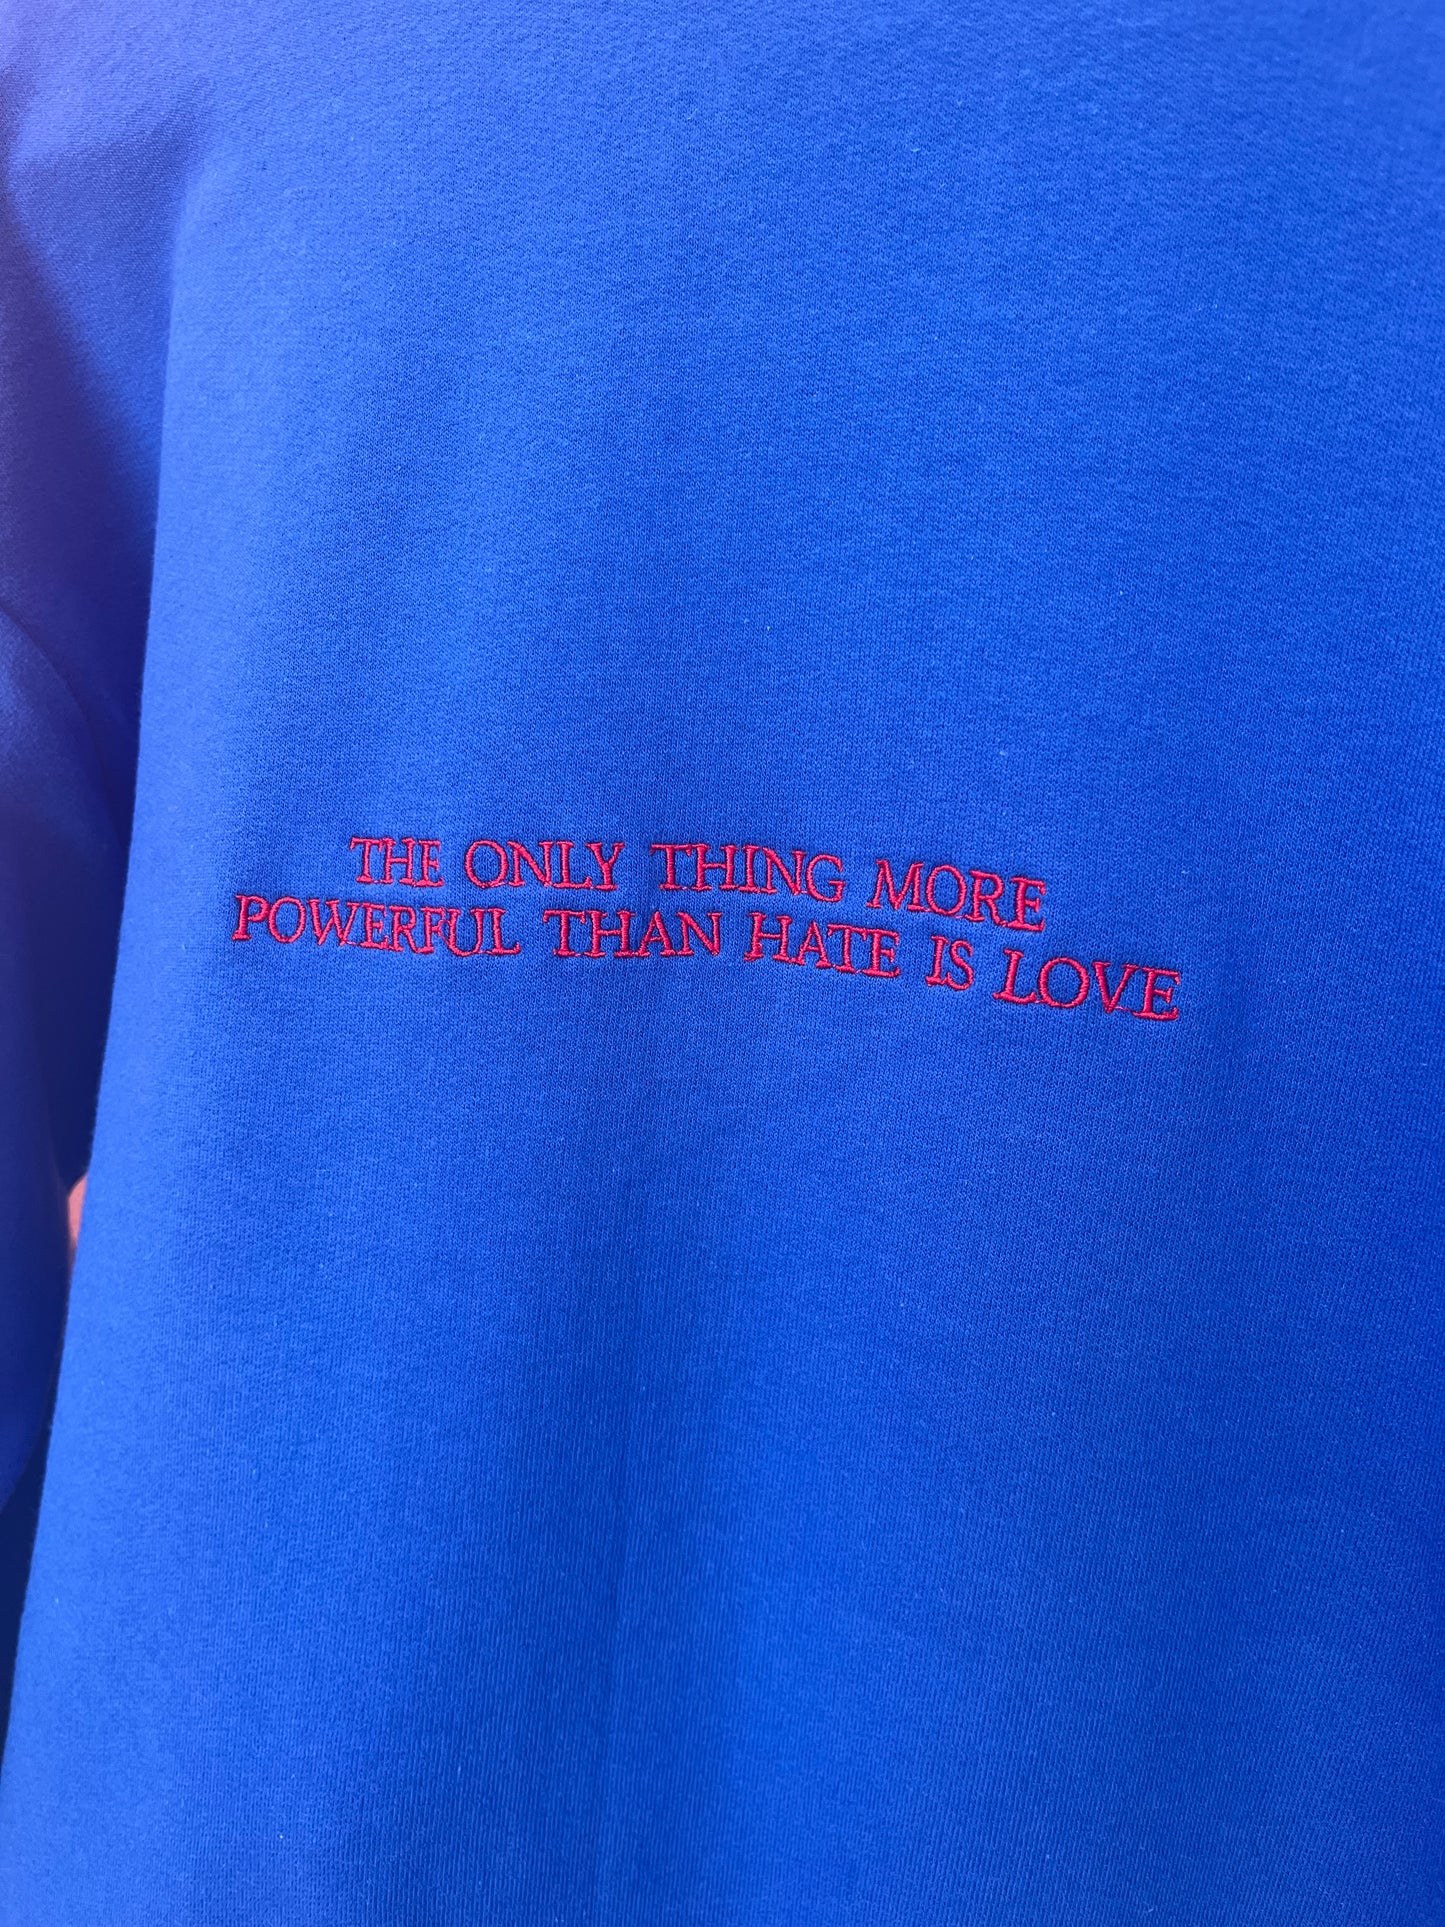 THE ONLY THING MORE
POWERFUL THAN HATE IS LOVE